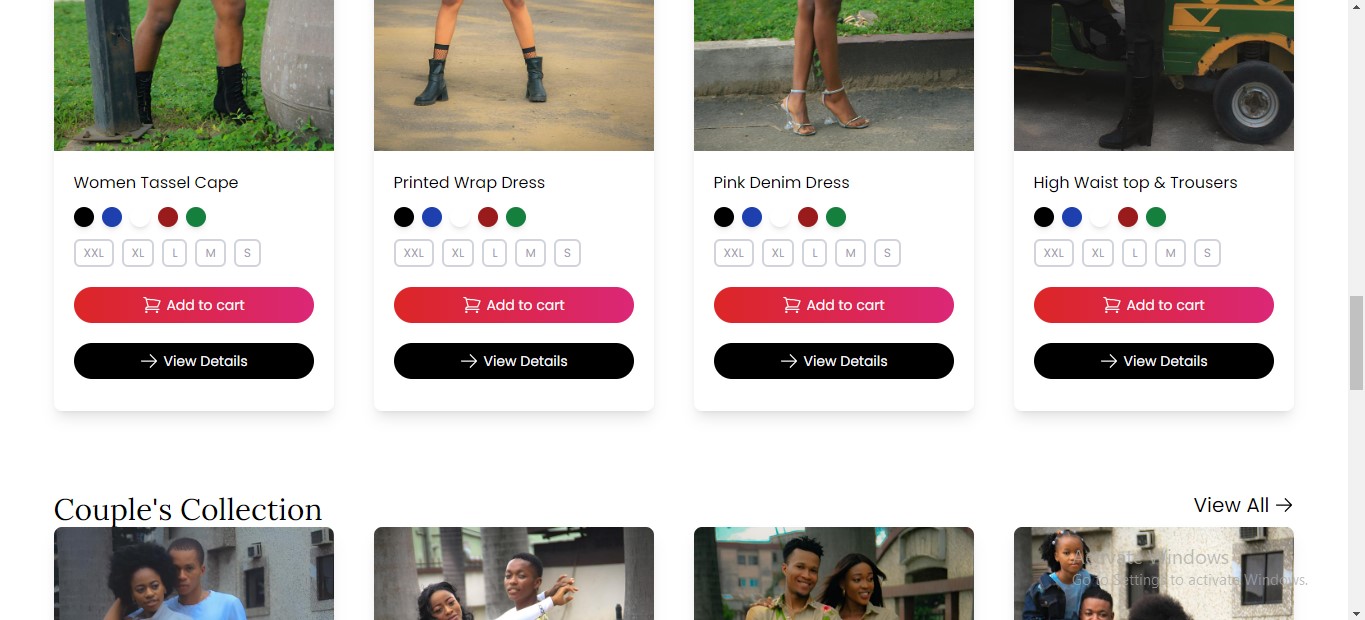 Women Tassel Cape
Printed Wrap Dress
Pink Denim Dress
High Waist top & Trousers
XXL XL L M S
XXL XL L M S
XXL XL L M S
XXL XL L M S
Add to cart
Add to cart
Add to cart
Add to cart
View Details
View Details
View Details
View Details
Couple's Collection
View All
Activate Windows
Go to Settings to activate Windows.